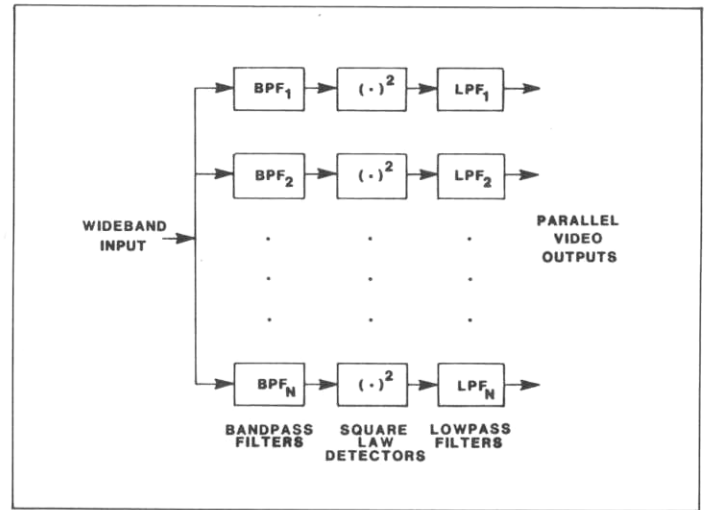 BPF1 (·)2 LPF1
BPF2 (·)2 LPF2
WIDEBAND
INPUT
PARALLEL
VIDEO
OUTPUTS
BPFN (·)2 LPFN
BANDPASS
FILTERS
SQUARE
LAW
DETECTORS
LOWPASS
FILTERS